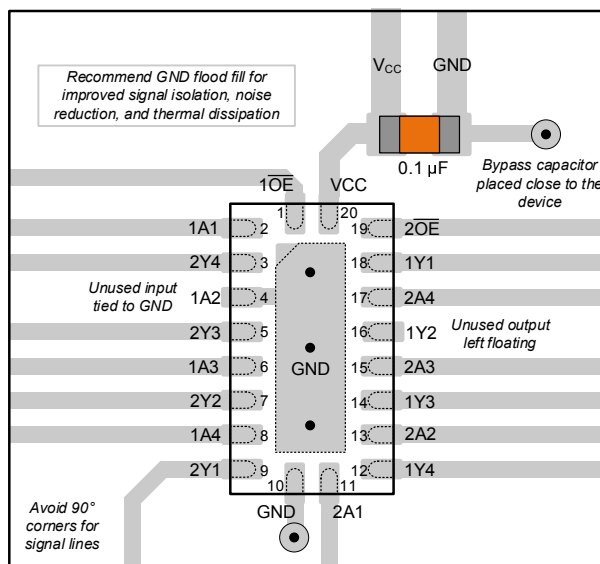 Recommend GND flood fill for
improved signal isolation, noise
reduction, and thermal dissipation
VCC GND
0.1 µF
Bypass capacitor
placed close to the
device
1O̅E̅ VCC
1 20
1A1 2 19 2O̅E̅
2Y4 3 18 1Y1
Unused input
tied to GND
1A2 4 17 2A4
2Y3 5 16 1Y2
Unused output
left floating
1A3 6 15 2A3
GND
2Y2 7 14 1Y3
1A4 8 13 2A2
2Y1 9 12 1Y4
10 11
GND 2A1
Avoid 90°
corners for
signal lines